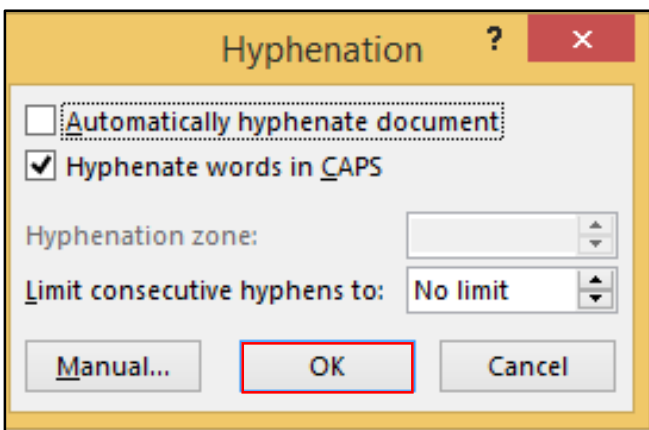 Hyphenation ? ×
Automatically hyphenate document
Hyphenate words in CAPS
Hyphenation zone:
Limit consecutive hyphens to: No limit
Manual... OK Cancel